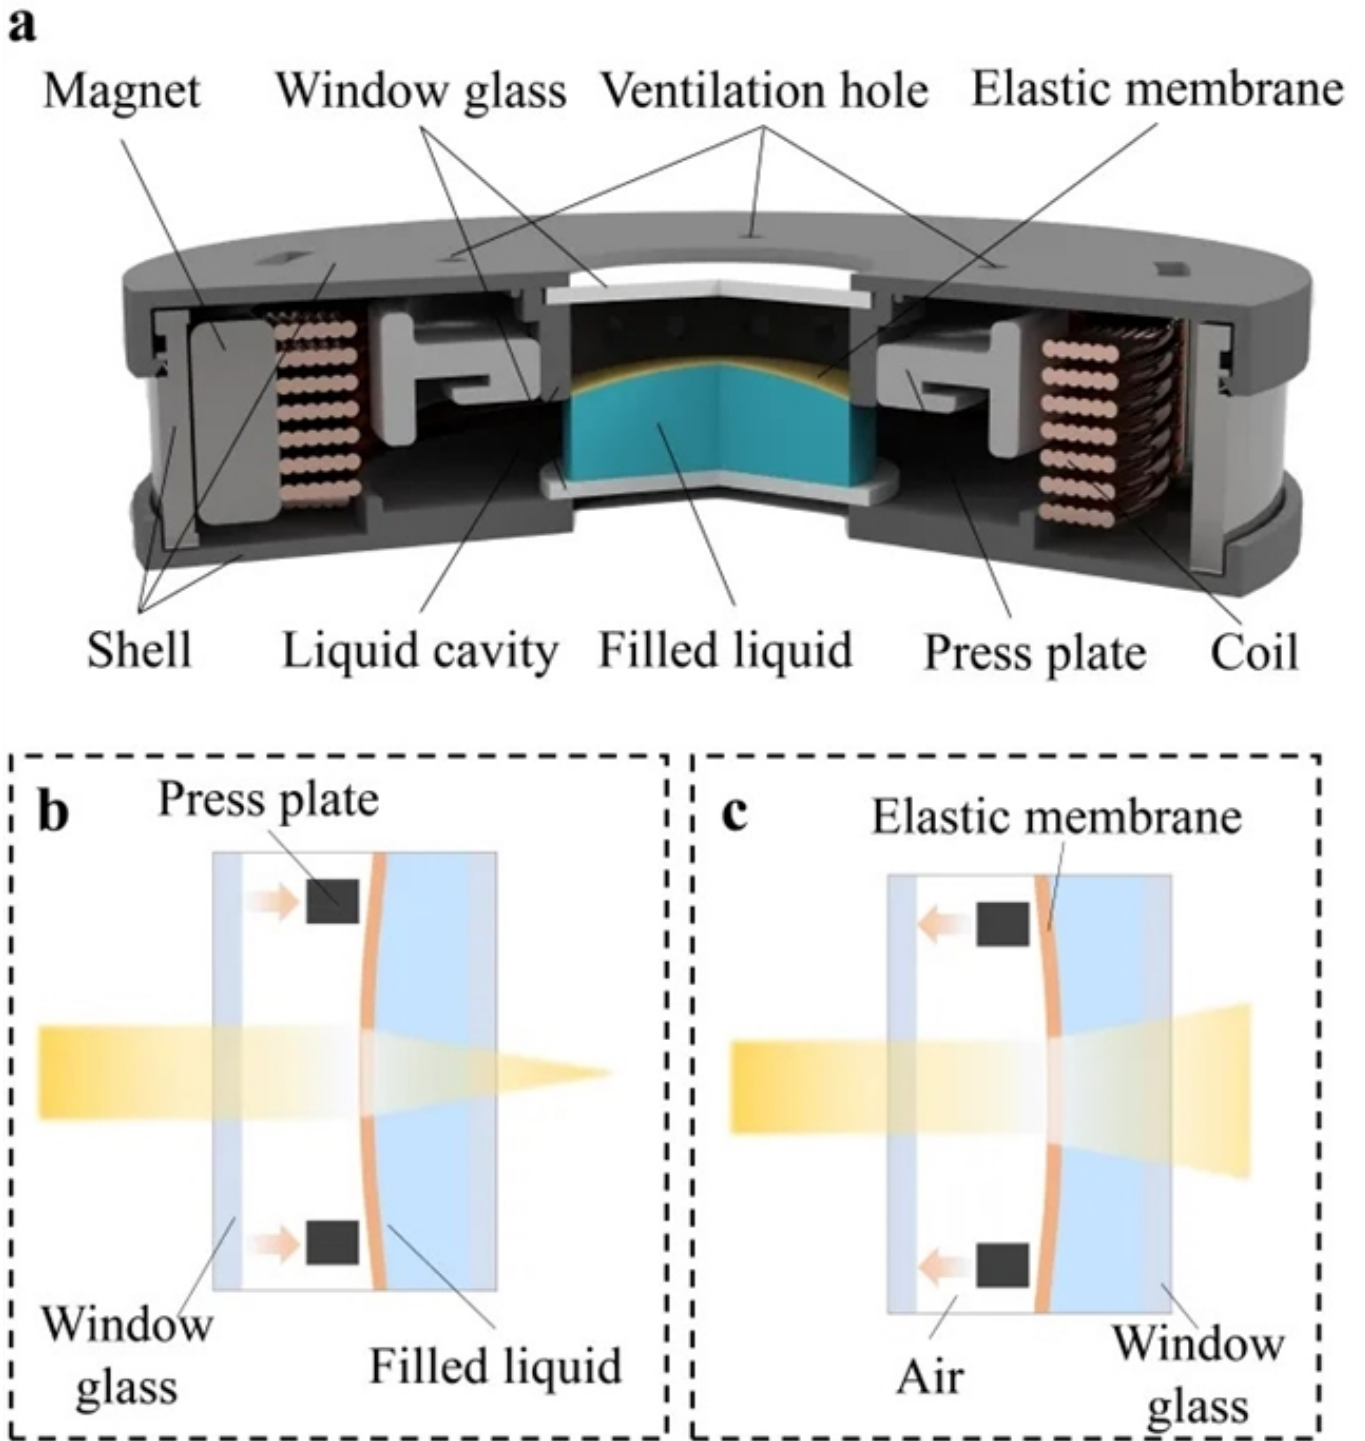 a
Magnet
Window glass
Ventilation hole
Elastic membrane
Shell
Liquid cavity
Filled liquid
Press plate
Coil
b
Press plate
Window
glass
Filled liquid
c
Elastic membrane
Air
Window
glass